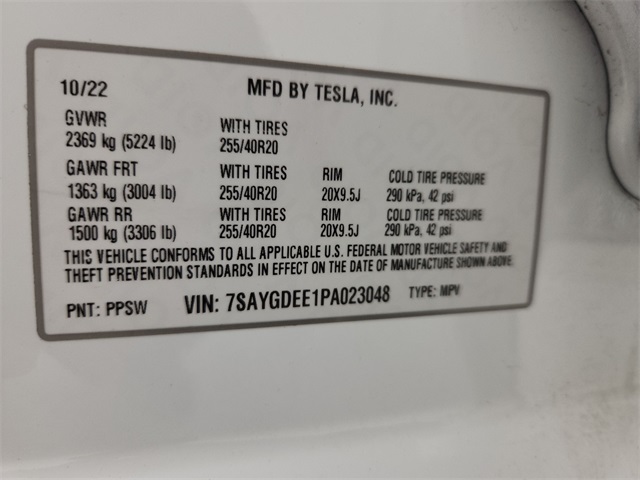 10/22 MFD BY TESLA, INC.
GVWR
2369 kg (5224 lb) WITH TIRES 255/40R20
GAWR FRT WITH TIRES RIM COLD TIRE PRESSURE
1363 kg (3004 lb) 255/40R20 20X9.5J 290 kPa, 42 psi
GAWR RR WITH TIRES RIM COLD TIRE PRESSURE
1500 kg (3306 lb) 255/40R20 20X9.5J 290 kPa, 42 psi
THIS VEHICLE CONFORMS TO ALL APPLICABLE U.S. FEDERAL MOTOR VEHICLE SAFETY AND
THEFT PREVENTION STANDARDS IN EFFECT ON THE DATE OF MANUFACTURE SHOWN ABOVE.
PNT: PPSW VIN: 7SAYGDEE1PA023048 TYPE: MPV